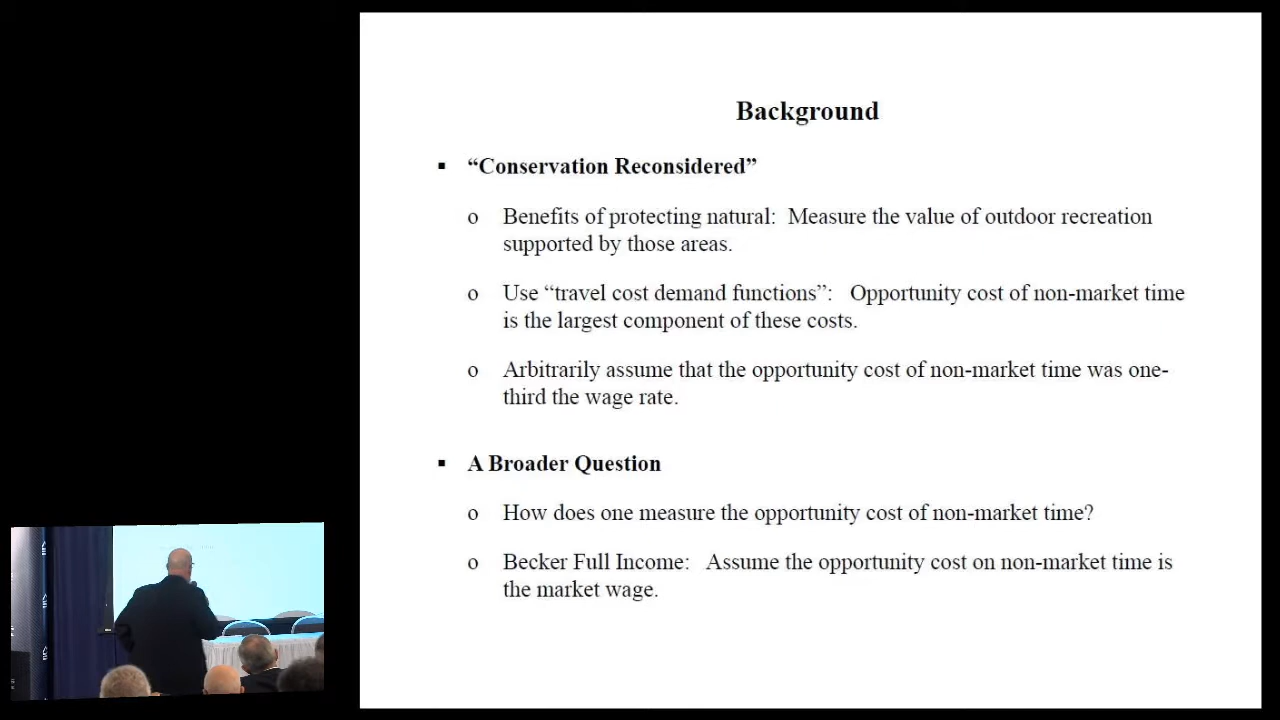 Background
▪ “Conservation Reconsidered”
o Benefits of protecting natural: Measure the value of outdoor recreation
supported by those areas.
o Use “travel cost demand functions”: Opportunity cost of non-market time
is the largest component of these costs.
o Arbitrarily assume that the opportunity cost of non-market time was one-
third the wage rate.
▪ A Broader Question
o How does one measure the opportunity cost of non-market time?
o Becker Full Income: Assume the opportunity cost on non-market time is
the market wage.